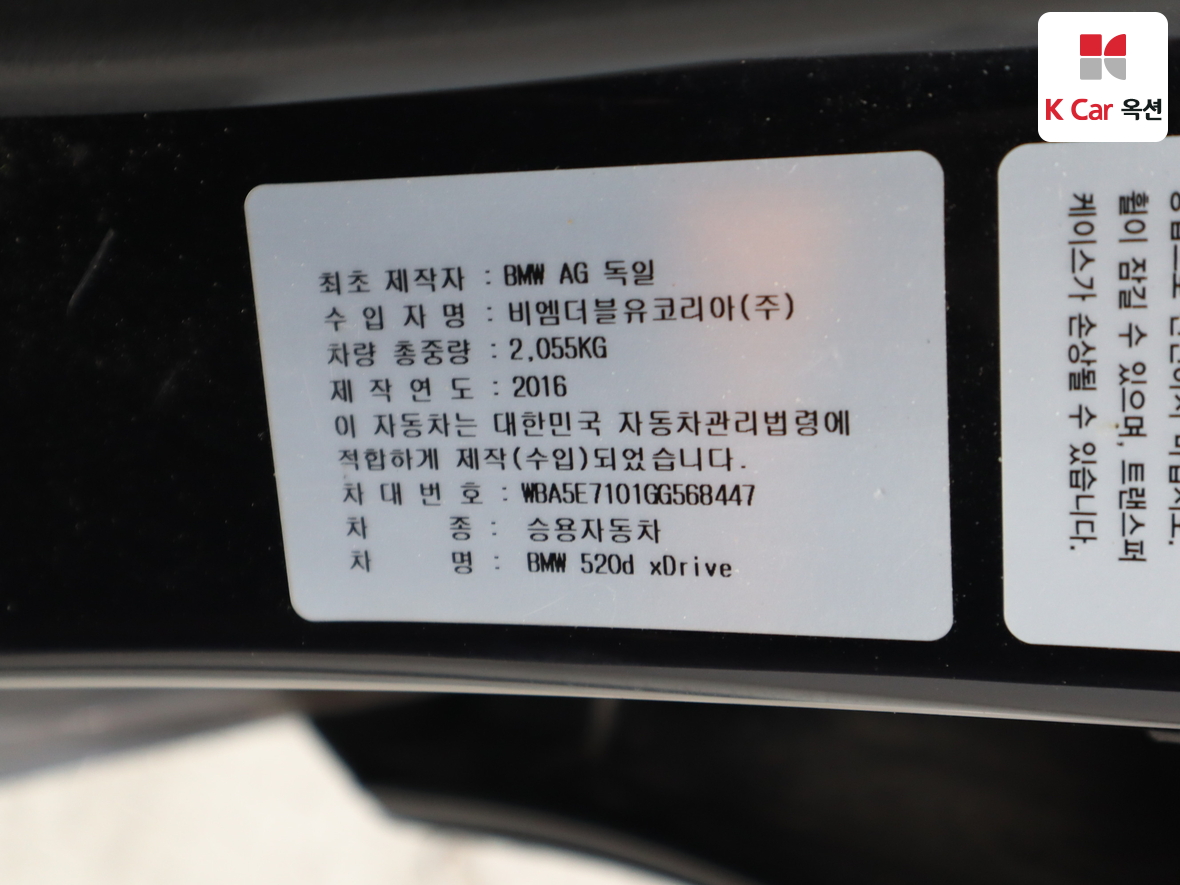 K Car 옥션
최초 제작자 : BMW AG 독일
수 입 자 명 : 비엠더블유코리아(주)
차량 총중량 : 2,055KG
제 작 연 도 : 2016
이 자동차는 대한민국 자동차관리법령에
적합하게 제작(수입)되었습니다.
차 대 번 호 : WBA5E7101GG568447
차 종 : 승용자동차
차 명 : BMW 520d xDrive
휠이 잠길 수 있으며, 트랜스퍼
케이스가 손상될 수 있습니다.